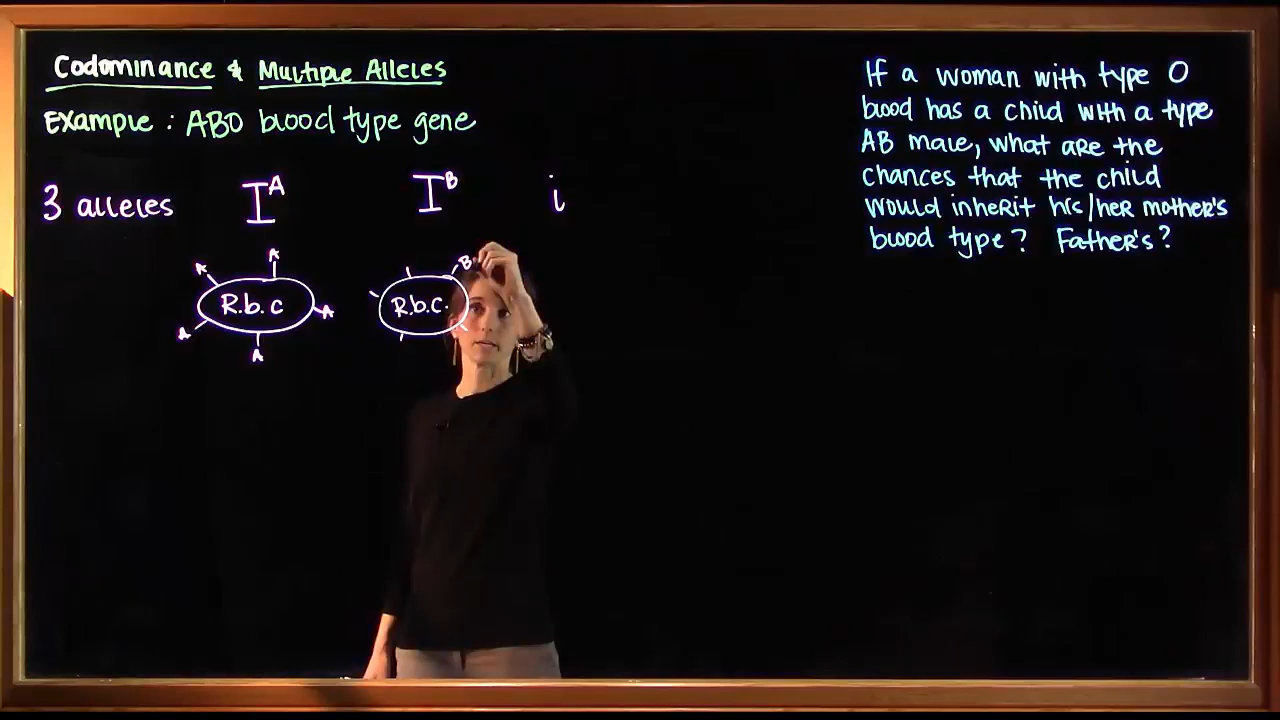 Codominance & Multiple Alleles
Example : ABO blood type gene
3 alleles I^A I^B i
A A
R.b.c
A A
A
B
R.b.c.
If a woman with type O
blood has a child with a type
AB male, what are the
chances that the child
would inherit his/her mother's
blood type? Father's?